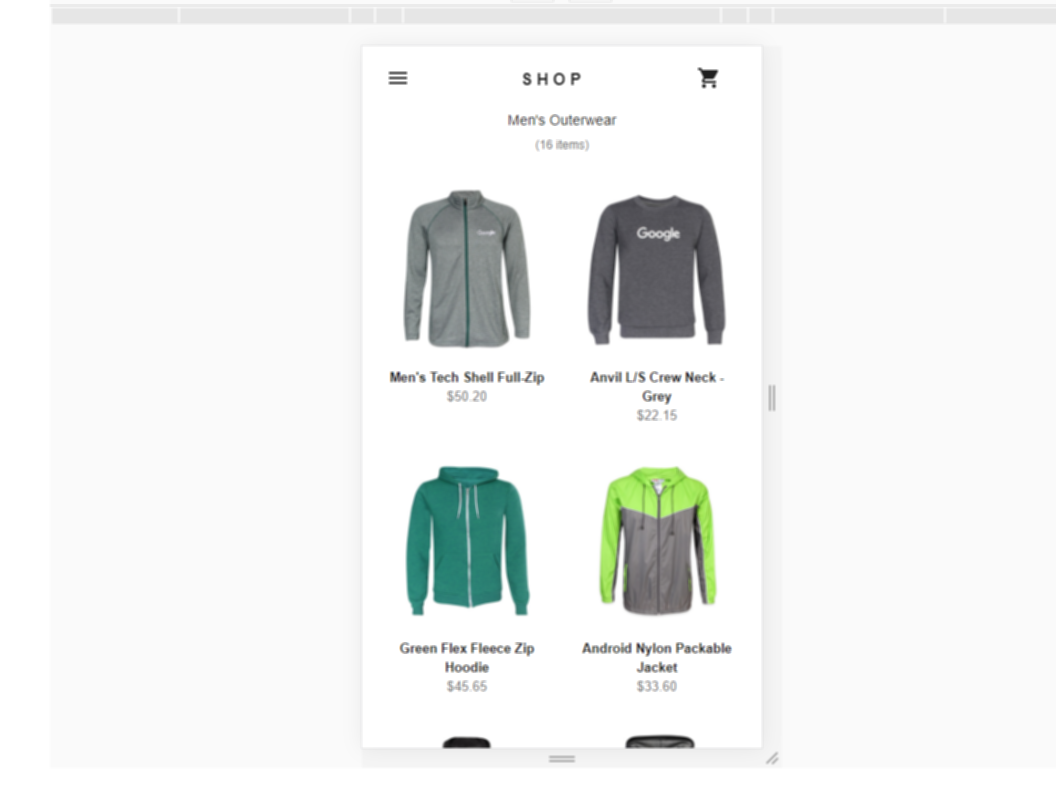 SHOP
Men's Outerwear
(16 items)
Google
Google
Men's Tech Shell Full-Zip
$50.20
Anvil L/S Crew Neck -
Grey
$22.15
Green Flex Fleece Zip
Hoodie
$45.65
Android Nylon Packable
Jacket
$33.60